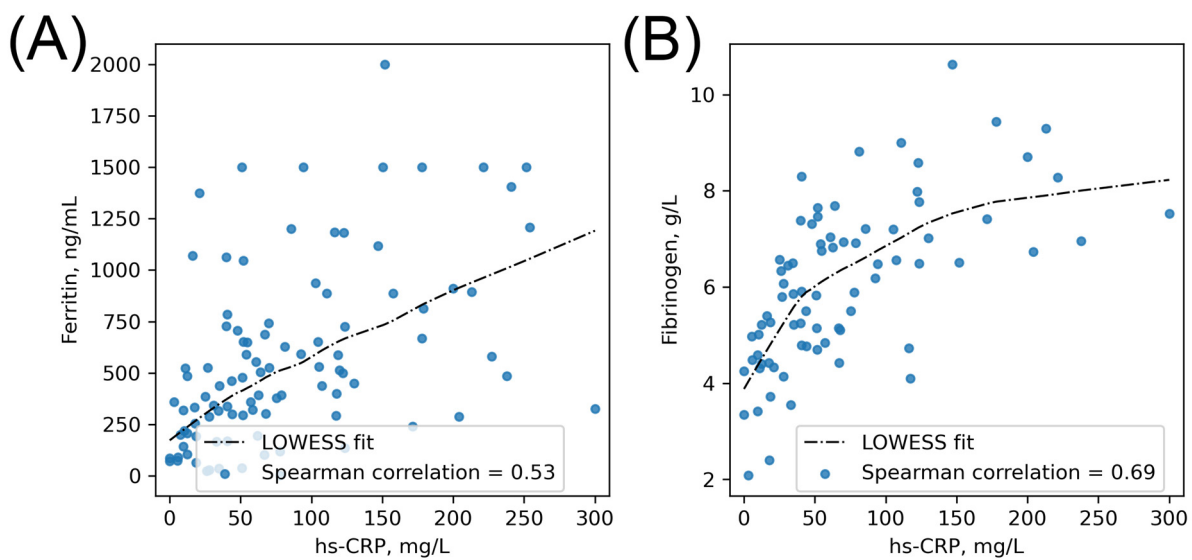 (A)
Ferritin, ng/mL
2000
1750
1500
1250
1000
750
500
250
0
LOWESS fit
Spearman correlation = 0.53
0 50 100 150 200 250 300
hs-CRP, mg/L
(B)
Fibrinogen, g/L
10
8
6
4
2
LOWESS fit
Spearman correlation = 0.69
0 50 100 150 200 250 300
hs-CRP, mg/L